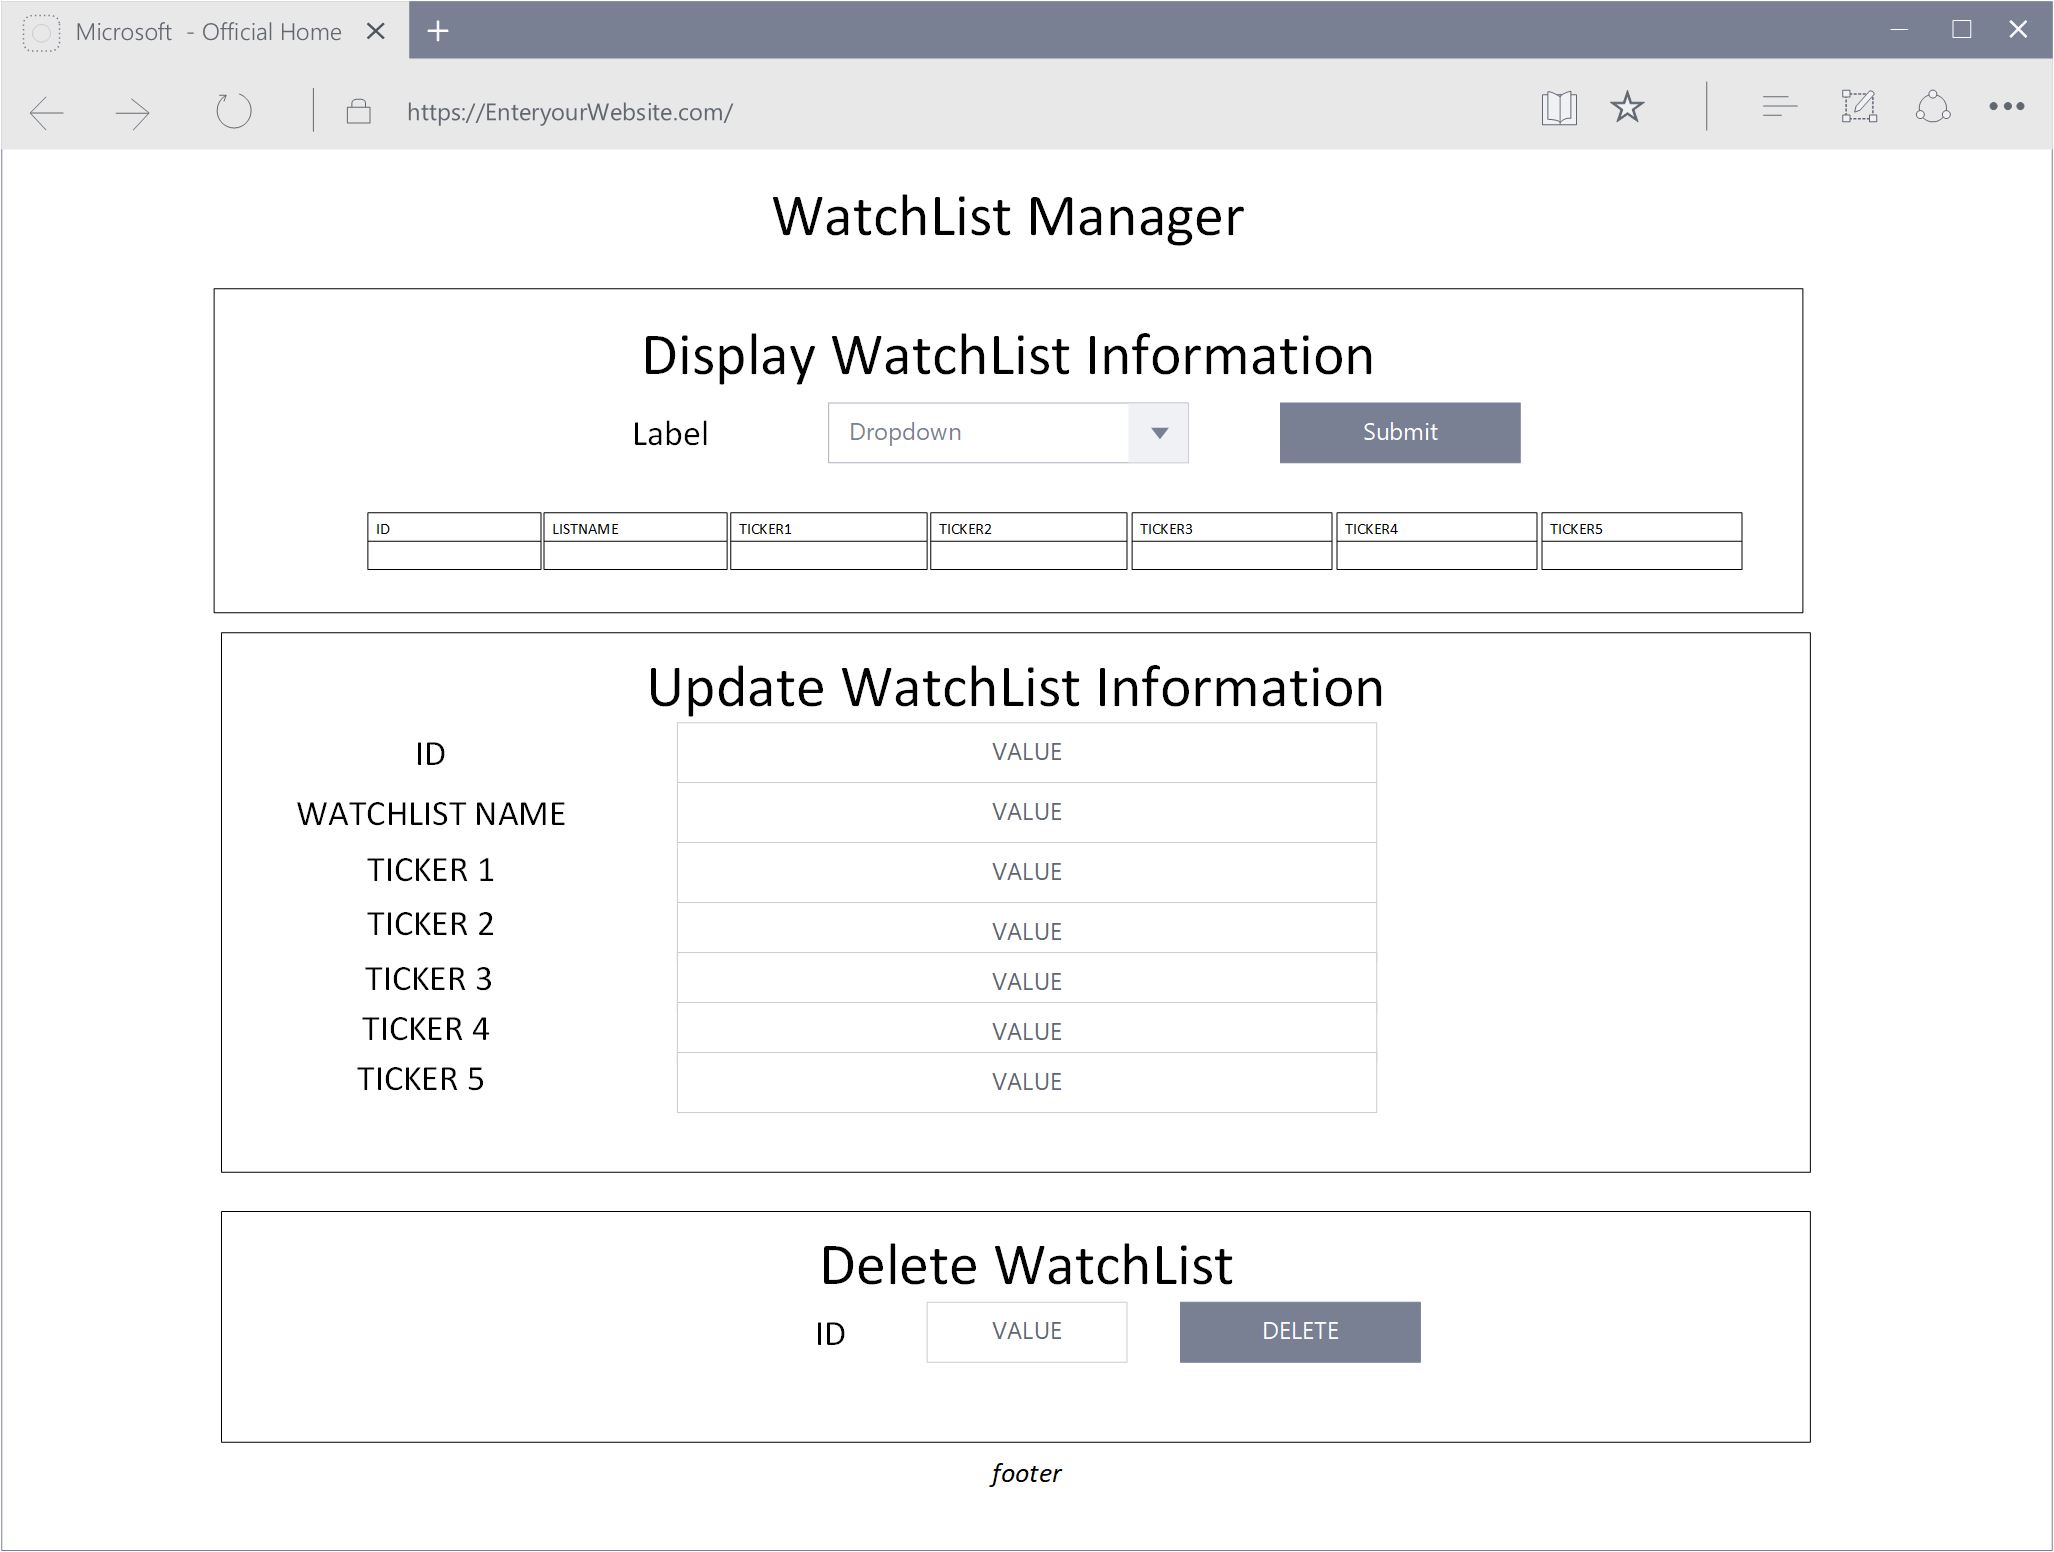 Microsoft - Official Home
https://EnteryourWebsite.com/
WatchList Manager
Display WatchList Information
Label Dropdown Submit
ID LISTNAME TICKER1 TICKER2 TICKER3 TICKER4 TICKER5
Update WatchList Information
ID VALUE
WATCHLIST NAME VALUE
TICKER 1 VALUE
TICKER 2 VALUE
TICKER 3 VALUE
TICKER 4 VALUE
TICKER 5 VALUE
Delete WatchList
ID VALUE DELETE
footer